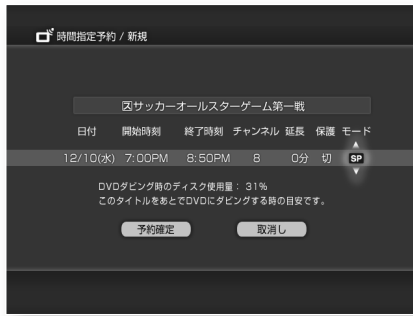 時間指定予約 / 新規
スサッカーオールスターゲーム第一戦
日付 開始時刻 終了時刻 チャンネル 延長 保護 モード
12/10(水) 7:00PM 8:50PM 8 0分 切 SP
DVDダビング時のディスク使用量： 31%
このタイトルをあとでDVDにダビングする時の目安です。
予約確定 取消し